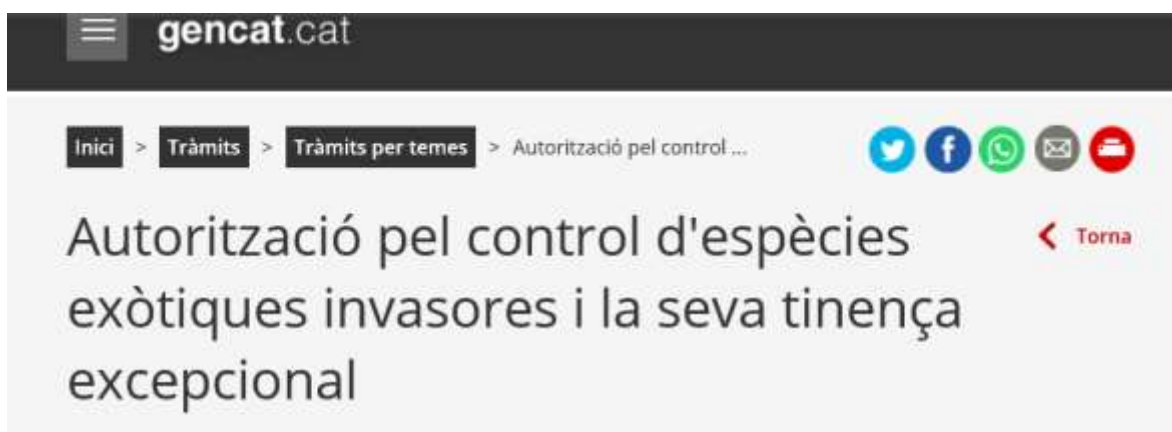 gencat.cat
Inici > Tràmits > Tràmits per temes > Autorització pel control ...
Autorització pel control d'espècies
exòtiques invasores i la seva tinença
excepcional
Torna